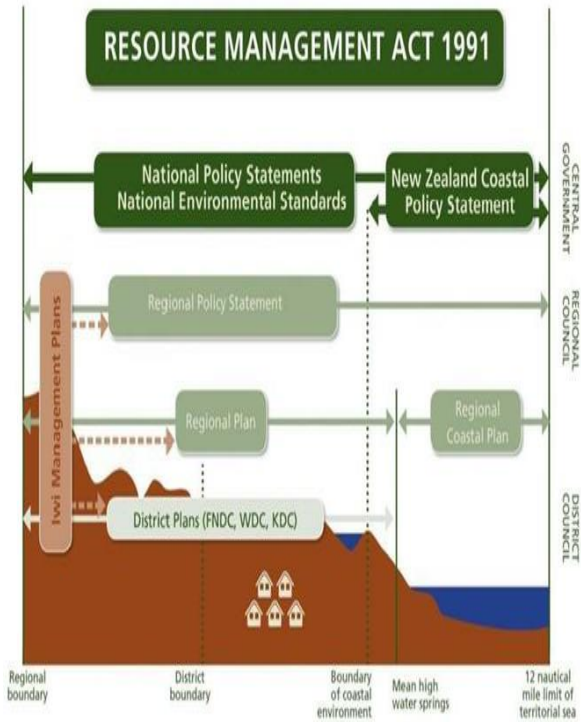 RESOURCE MANAGEMENT ACT 1991
National Policy Statements
National Environmental Standards
New Zealand Coastal
Policy Statement
CENTRAL
GOVERNMENT
Regional Policy Statement
REGIONAL
COUNCIL
Iwi Management Plans
Regional Plan
Regional
Coastal Plan
District Plans (FNDC, WDC, KDC)
DISTRICT
COUNCIL
Regional
boundary
District
boundary
Boundary
of coastal
environment
Mean high
water springs
12 nautical
mile limit of
territorial sea